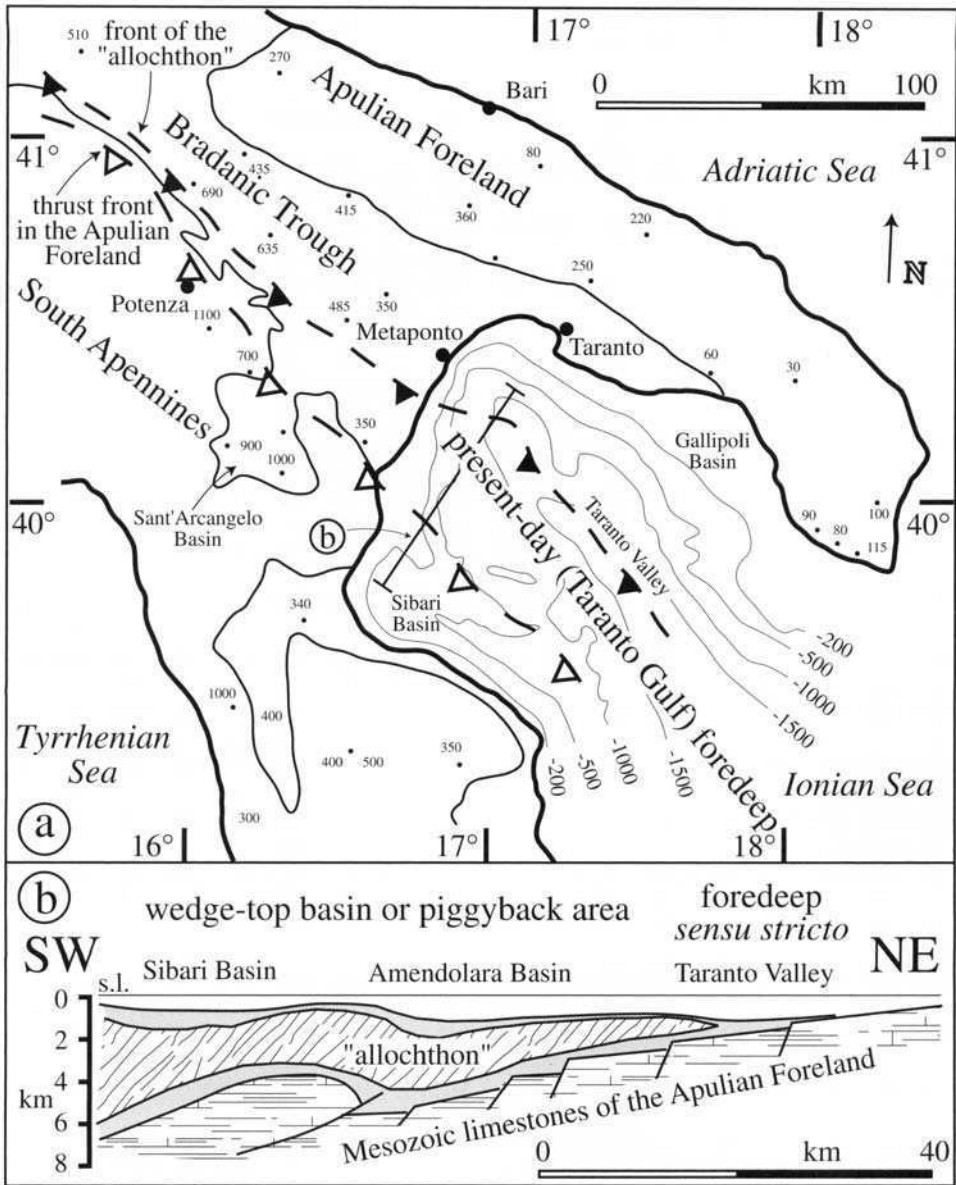 17°
18°
510
front of the
"allochthon"
270
Apulian Foreland
Bari
0 km 100
41°
41°
Bradanic Trough
435
80
Adriatic Sea
690
415
360
220
thrust front
in the Apulian
Foreland
635
250
N
Potenza
1100
485
350
Metaponto
Taranto
South Apennines
700
60
30
350
900
1000
present-day (Taranto Gulf) foredeep
Gallipoli
Basin
40°
Sant'Arcangelo
Basin
Taranto Valley
90
80
100
115
40°
b
Sibari
Basin
340
1000
400
-200
-500
-1000
-1500
Tyrrhenian
Sea
400
500
350
-200
-500
-1000
-1500
Ionian Sea
300
a
16°
17°
18°
b
wedge-top basin or piggyback area
foredeep
sensu stricto
SW
NE
Sibari Basin
Amendolara Basin
Taranto Valley
s.l.
0
2
4
km
6
8
"allochthon"
Mesozoic limestones of the Apulian Foreland
0 km 40